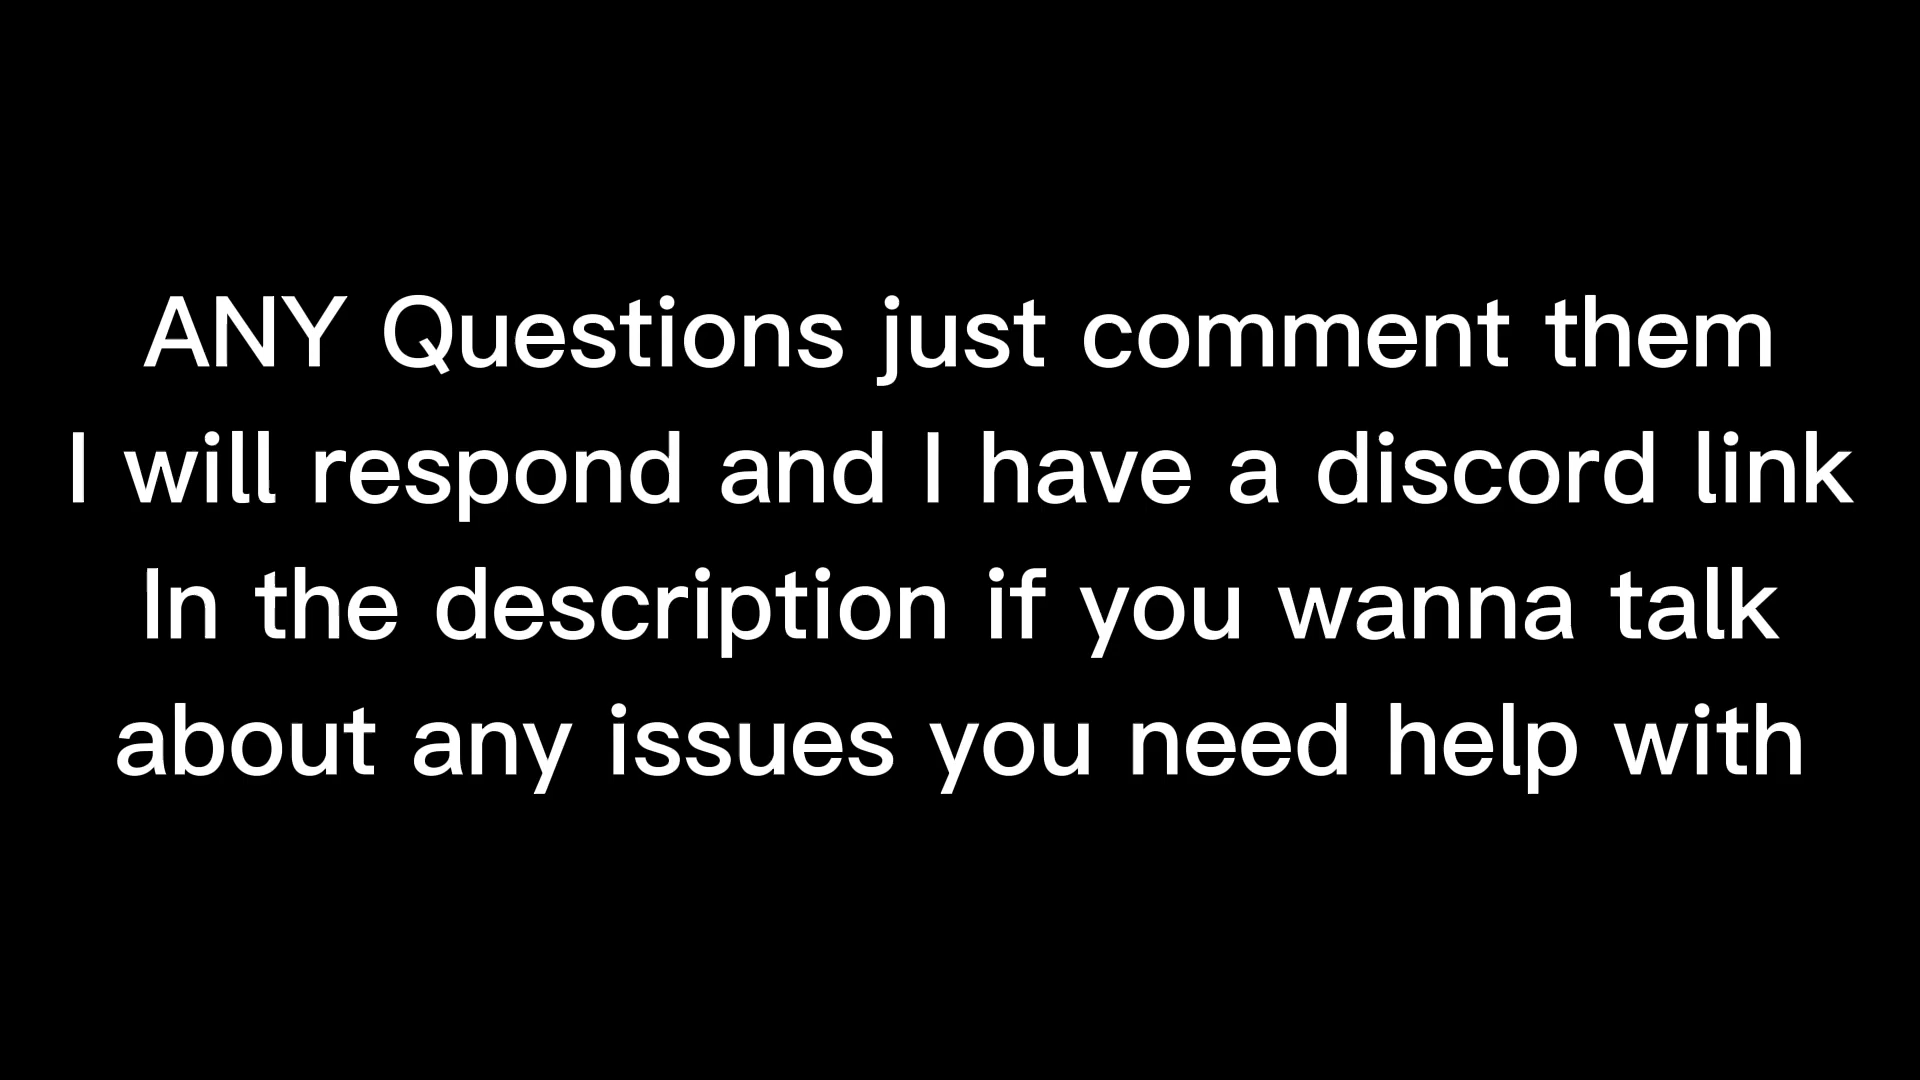 ANY Questions just comment them
I will respond and I have a discord link
In the description if you wanna talk
about any issues you need help with